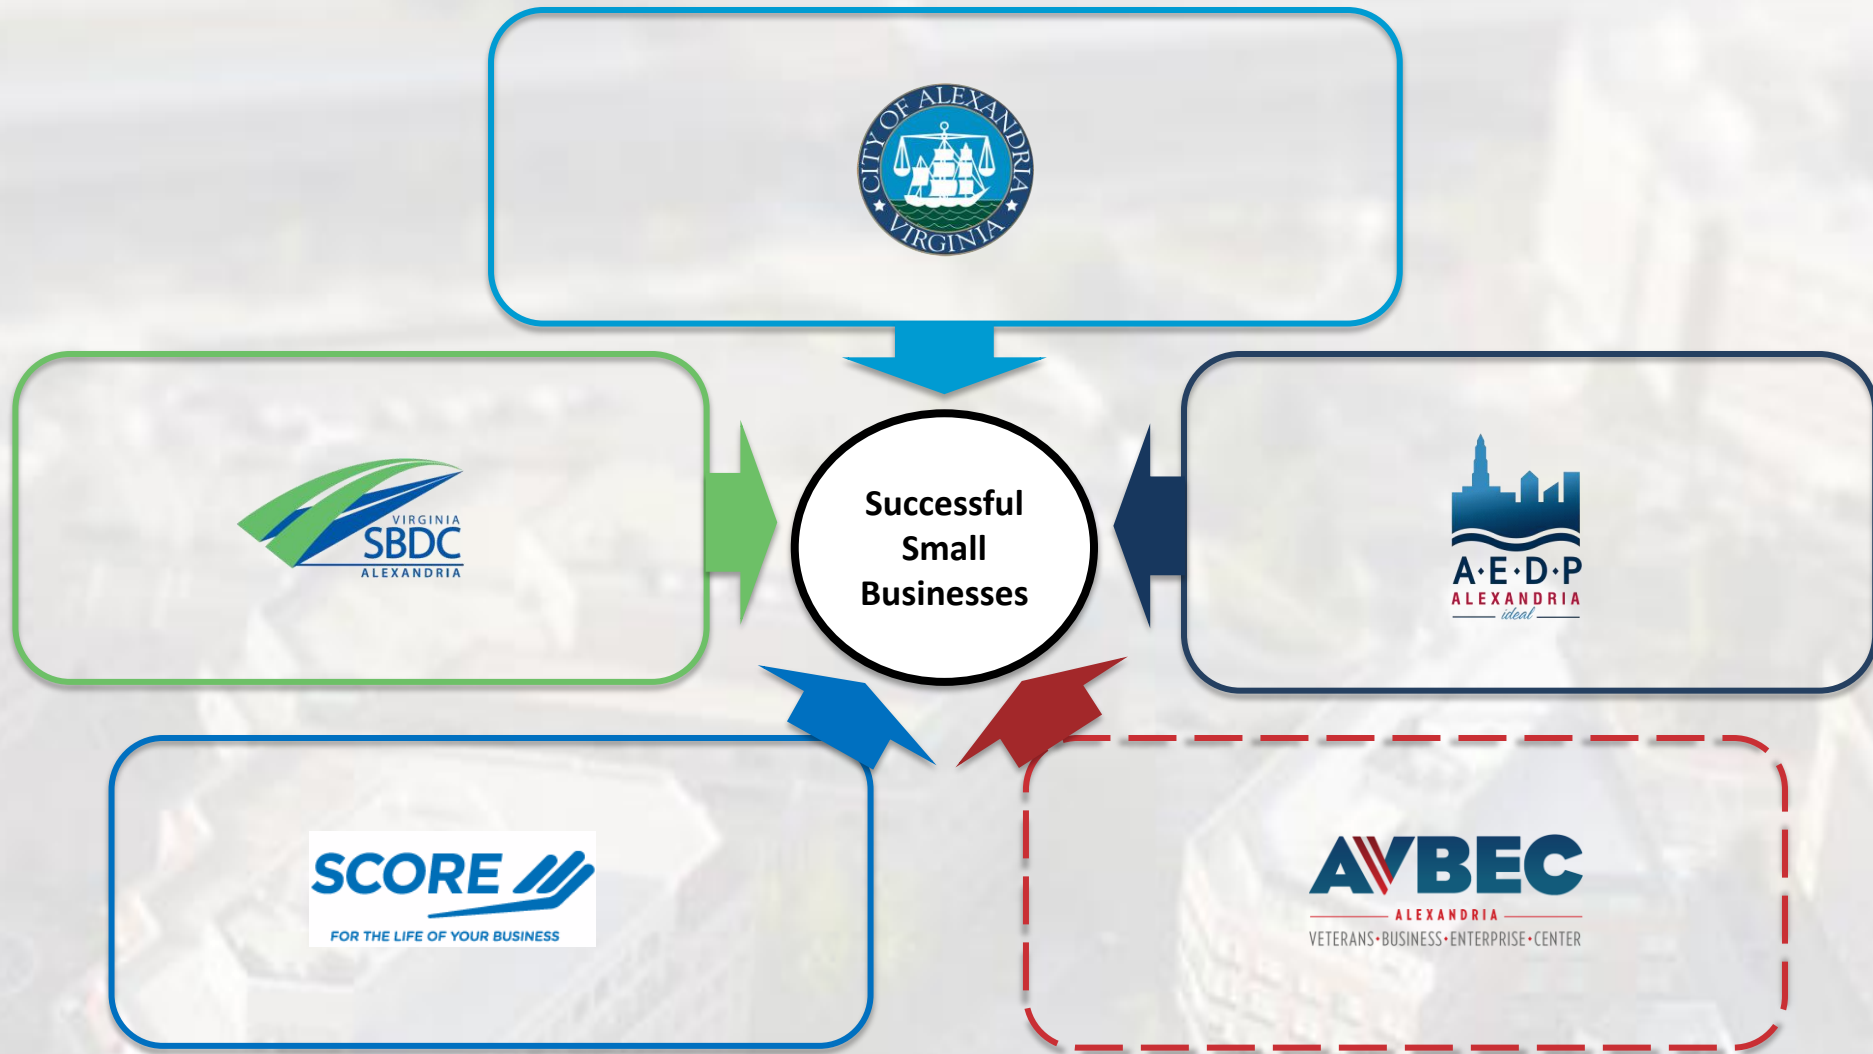 CITY OF ALEXANDRIA
VIRGINIA
VIRGINIA
SBDC
ALEXANDRIA
Successful
Small
Businesses
A·E·D·P
ALEXANDRIA
ideal
SCORE
FOR THE LIFE OF YOUR BUSINESS
AVBEC
ALEXANDRIA
VETERANS·BUSINESS·ENTERPRISE·CENTER